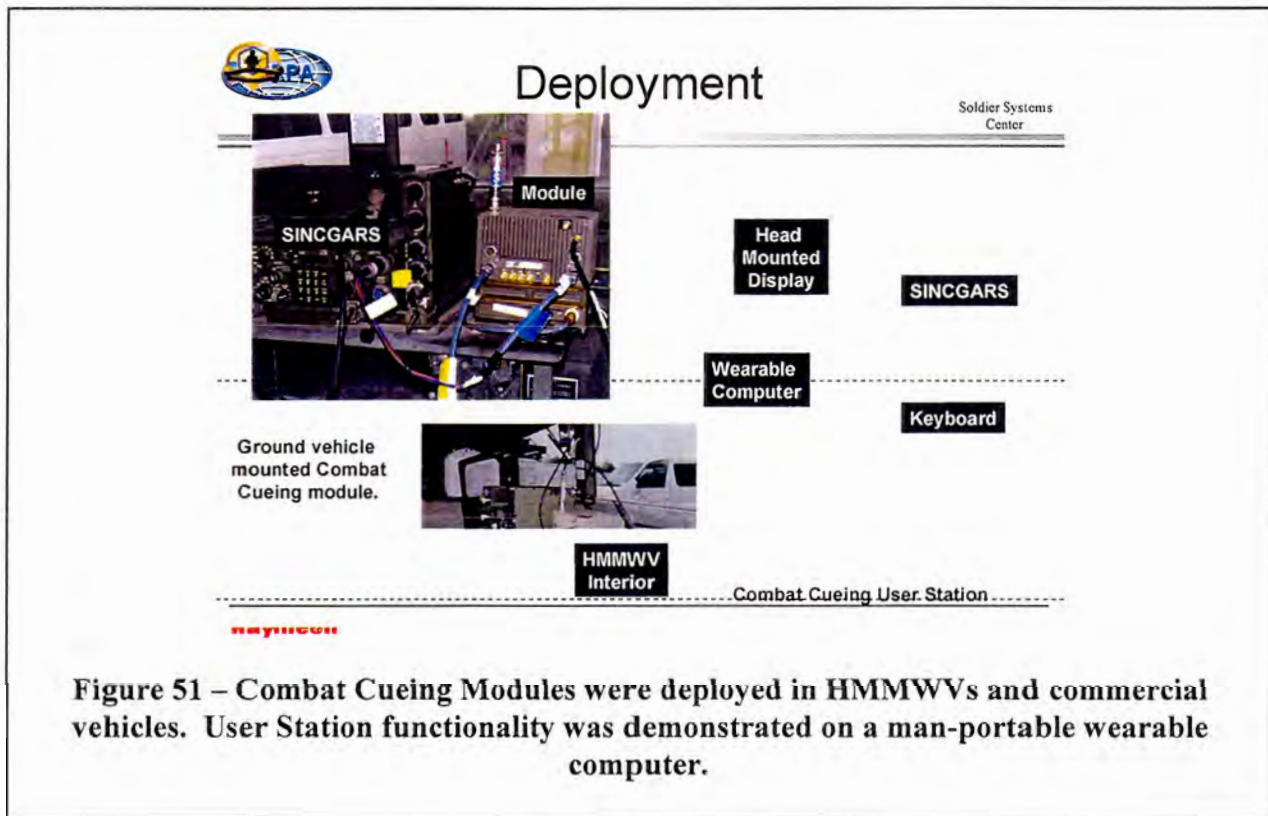 Deployment
Soldier Systems
Center
Module
SINCGARS
Head
Mounted
Display
SINCGARS
Wearable
Computer
Keyboard
Ground vehicle
mounted Combat
Cueing module.
HMMWV
Interior
Combat Cueing User Station
Figure 51 – Combat Cueing Modules were deployed in HMMWVs and commercial
vehicles. User Station functionality was demonstrated on a man-portable wearable
computer.